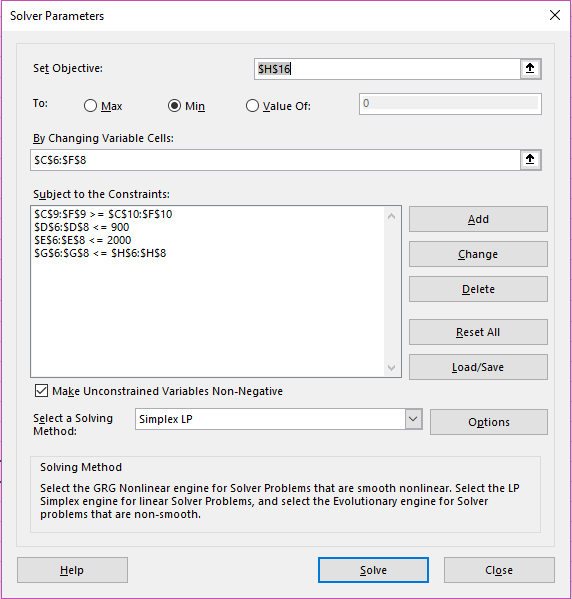 Solver Parameters
Set Objective: $H$16
To: Max Min Value Of: 0
By Changing Variable Cells:
$C$6:$F$8
Subject to the Constraints:
$C$9:$F$9 >= $C$10:$F$10
$D$6:$D$8 <= 900
$E$6:$E$8 <= 2000
$G$6:$G$8 <= $H$6:$H$8
Add
Change
Delete
Reset All
Load/Save
Make Unconstrained Variables Non-Negative
Select a Solving
Method:
Simplex LP
Options
Solving Method
Select the GRG Nonlinear engine for Solver Problems that are smooth nonlinear. Select the LP
Simplex engine for linear Solver Problems, and select the Evolutionary engine for Solver
problems that are non-smooth.
Help
Solve
Close